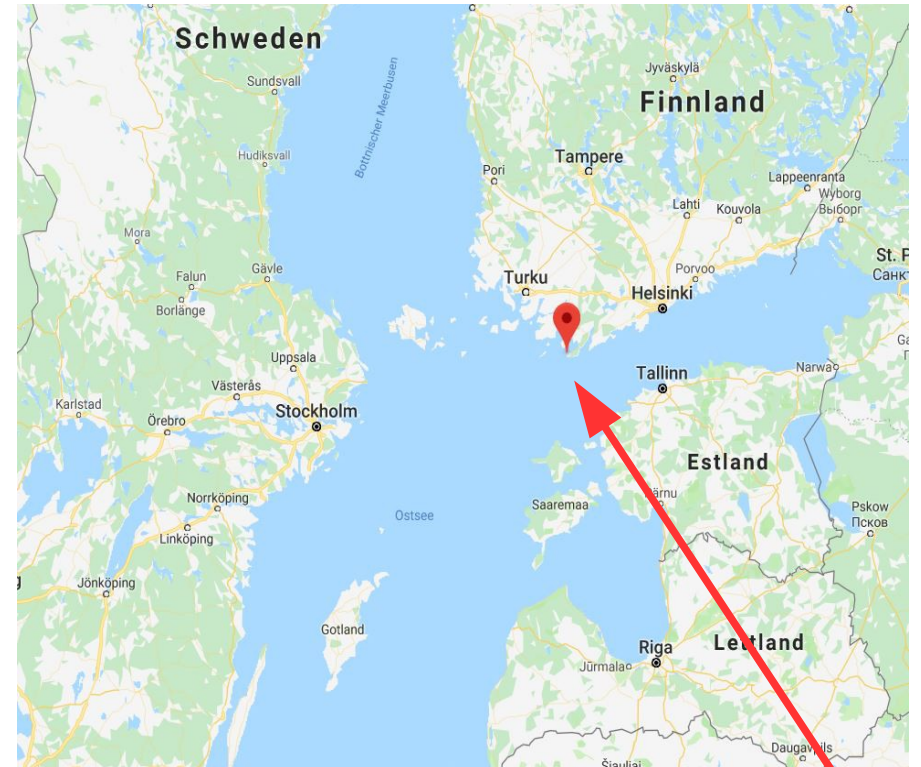 Schweden
Sundsvall
Bottnischer Meerbusen
Jyväskylä
Finnland
Hudiksvall
Pori
Tampere
Lappeenranta
Wyborg
Выборг
Lahti
Kouvola
Mora
Falun
Gävle
Borlänge
Turku
Porvoo
Helsinki
St. P
Санкт
Uppsala
Västerås
Tallinn
Narwa
Karlstad
Örebro
Stockholm
Estland
Norrköping
Linköping
Ostsee
Saaremaa
Pärnu
Pskow
Псков
Jönköping
Gotland
Riga
Lettland
Jūrmala
Daugavpils
Šiauliai